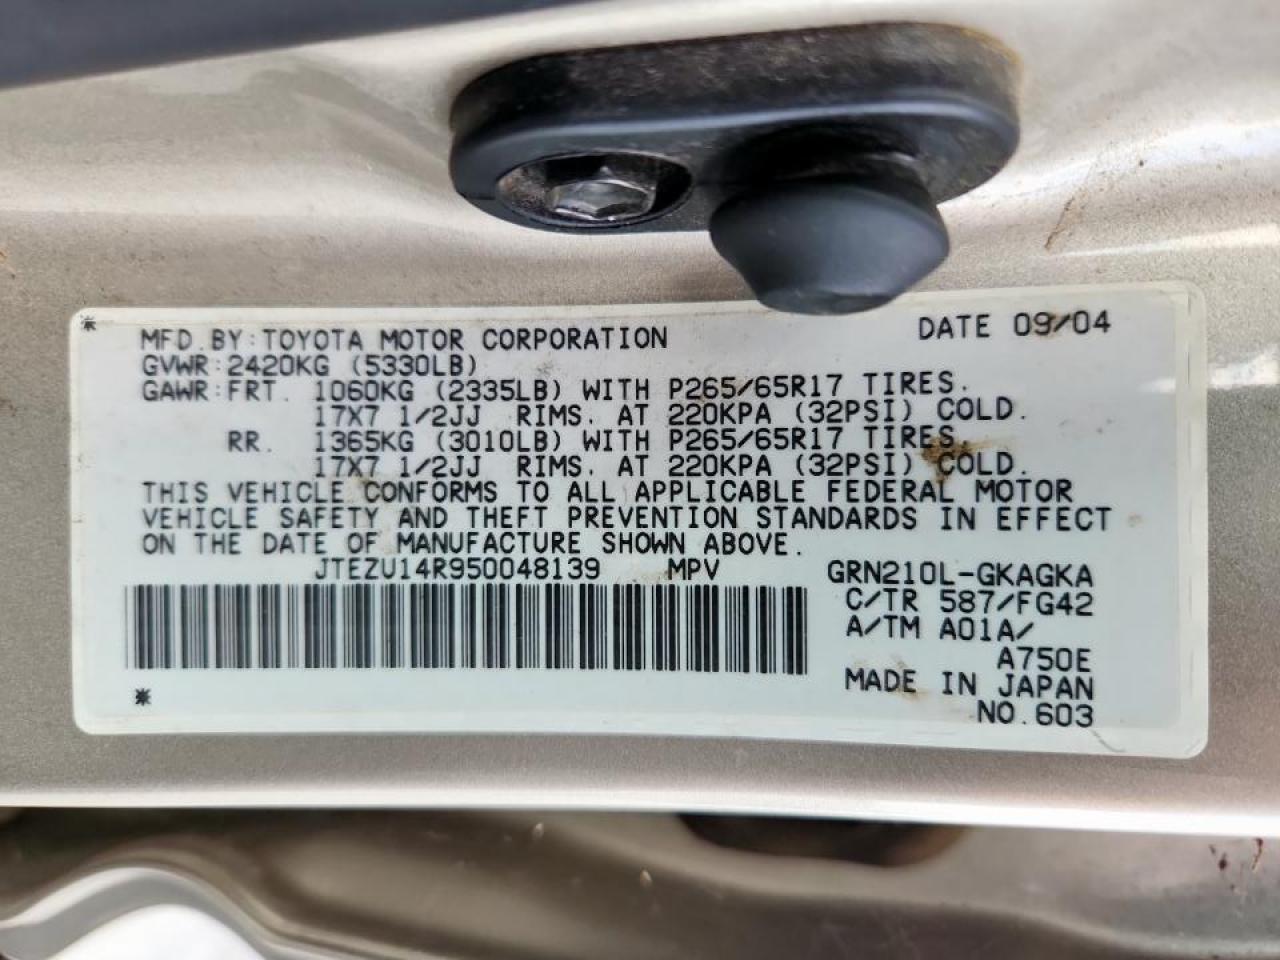 MFD.BY:TOYOTA MOTOR CORPORATION DATE 09/04
GVWR:2420KG (5330LB)
GAWR:FRT. 1060KG (2335LB) WITH P265/65R17 TIRES.
17X7 1/2JJ RIMS. AT 220KPA (32PSI) COLD.
RR. 1365KG (3010LB) WITH P265/65R17 TIRES.
17X7 1/2JJ RIMS. AT 220KPA (32PSI) COLD.
THIS VEHICLE CONFORMS TO ALL APPLICABLE FEDERAL MOTOR
VEHICLE SAFETY AND THEFT PREVENTION STANDARDS IN EFFECT
ON THE DATE OF MANUFACTURE SHOWN ABOVE.
JTEZU14R950048139 MPV GRN210L-GKAGKA
C/TR 587/FG42
A/TM A01A/
A750E
MADE IN JAPAN
NO.603